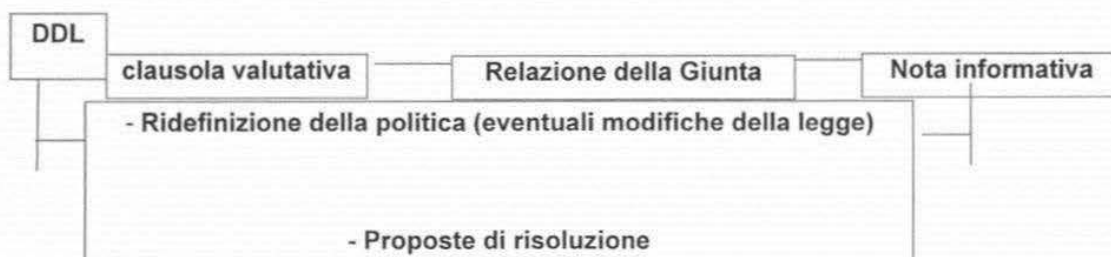 DDL
clausola valutativa
Relazione della Giunta
Nota informativa
- Ridefinizione della politica (eventuali modifiche della legge)
- Proposte di risoluzione